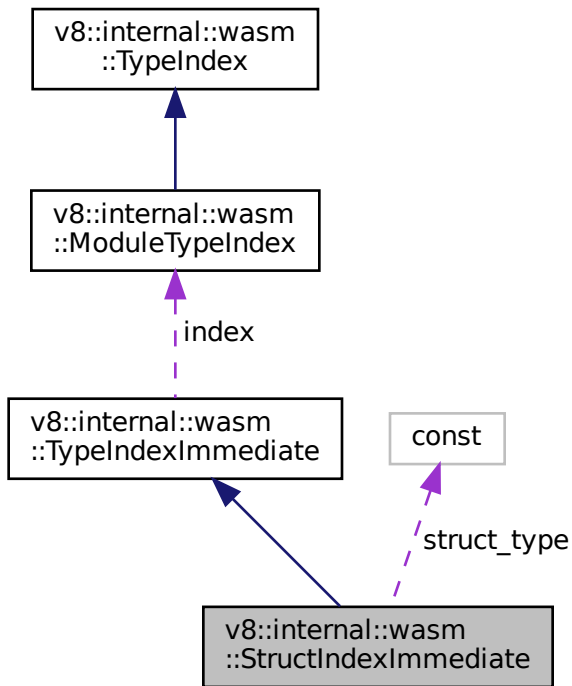 v8::internal::wasm
::TypeIndex
v8::internal::wasm
::ModuleTypeIndex
index
v8::internal::wasm
::TypeIndexImmediate
const
struct_type
v8::internal::wasm
::StructIndexImmediate